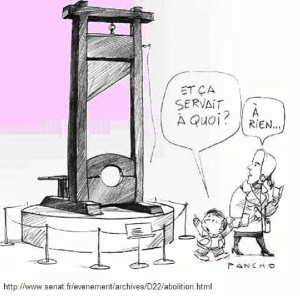 ET ÇA
SERVAIT
À QUOI?
À
RIEN...
PANCHO
http://www.senat.fr/evenement/archives/D22/abolition.html